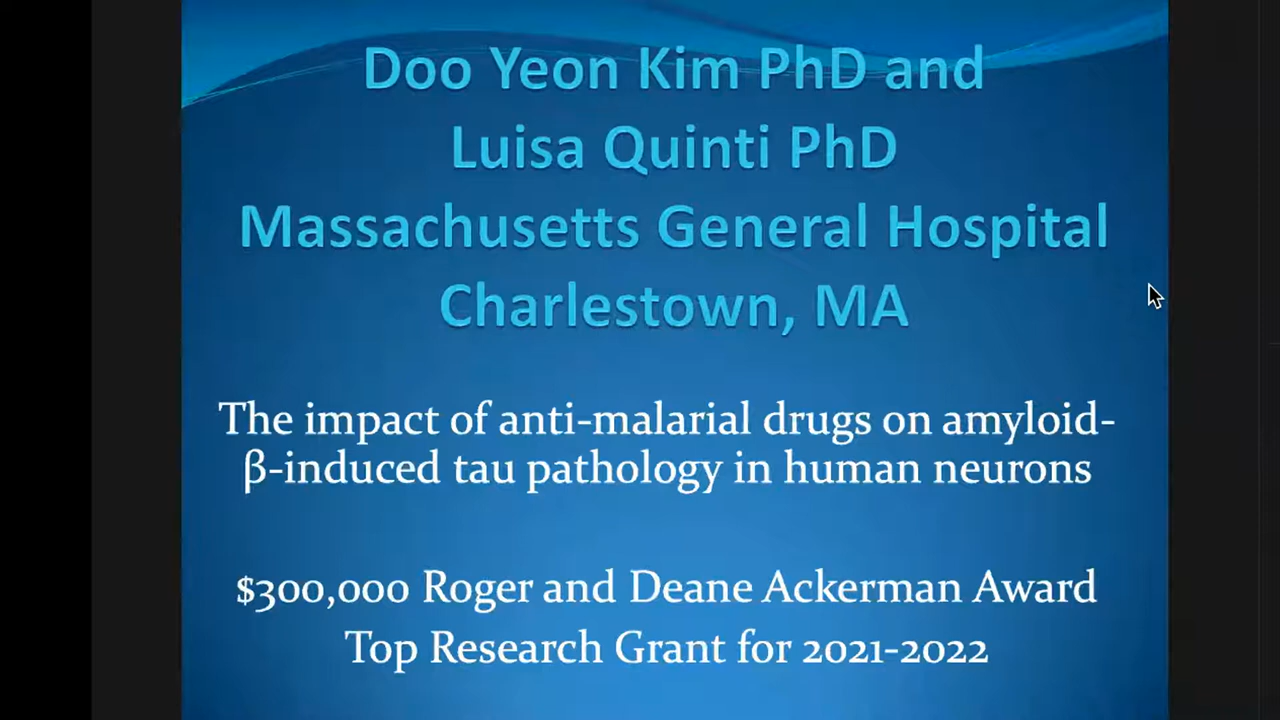 Doo Yeon Kim PhD and
Luisa Quinti PhD
Massachusetts General Hospital
Charlestown, MA
The impact of anti-malarial drugs on amyloid-
β-induced tau pathology in human neurons
$300,000 Roger and Deane Ackerman Award
Top Research Grant for 2021-2022